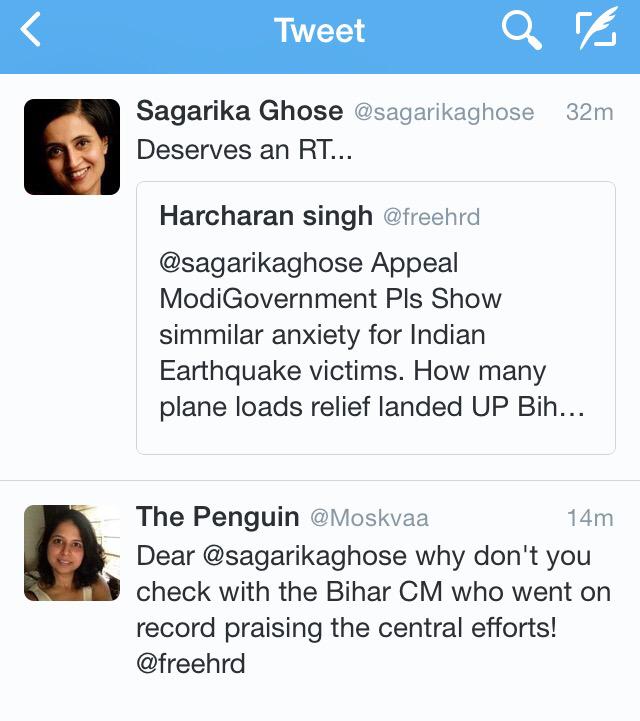 Tweet
Sagarika Ghose @sagarikaghose 32m
Deserves an RT...
Harcharan singh @freehrd
@sagarikaghose Appeal
ModiGovernment Pls Show
simmilar anxiety for Indian
Earthquake victims. How many
plane loads relief landed UP Bih...
The Penguin @Moskvaa 14m
Dear @sagarikaghose why don't you
check with the Bihar CM who went on
record praising the central efforts!
@freehrd